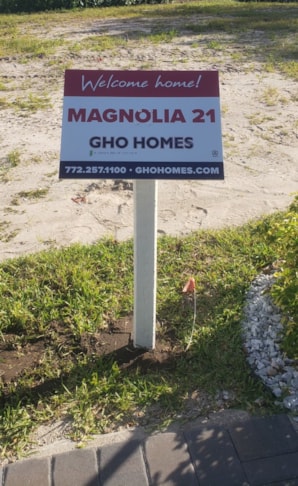 Welcome home!
MAGNOLIA 21
GHO HOMES
772.257.1100 • GHOHOMES.COM